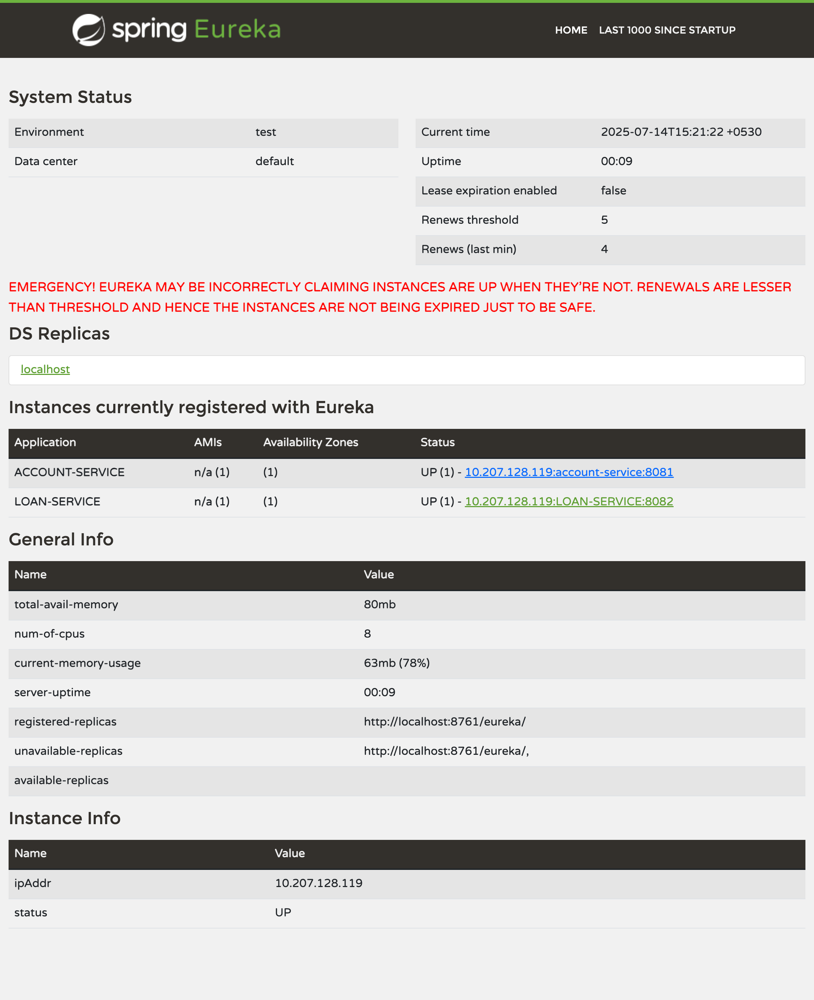 spring Eureka
HOME LAST 1000 SINCE STARTUP
System Status
Environment test
Data center default
Current time 2025-07-14T15:21:22 +0530
Uptime 00:09
Lease expiration enabled false
Renews threshold 5
Renews (last min) 4
EMERGENCY! EUREKA MAY BE INCORRECTLY CLAIMING INSTANCES ARE UP WHEN THEY’RE NOT. RENEWALS ARE LESSER
THAN THRESHOLD AND HENCE THE INSTANCES ARE NOT BEING EXPIRED JUST TO BE SAFE.
DS Replicas
localhost
Instances currently registered with Eureka
Application AMIs Availability Zones Status
ACCOUNT-SERVICE n/a (1) (1) UP (1) - 10.207.128.119:account-service:8081
LOAN-SERVICE n/a (1) (1) UP (1) - 10.207.128.119:LOAN-SERVICE:8082
General Info
Name Value
total-avail-memory 80mb
num-of-cpus 8
current-memory-usage 63mb (78%)
server-uptime 00:09
registered-replicas http://localhost:8761/eureka/
unavailable-replicas http://localhost:8761/eureka/,
available-replicas
Instance Info
Name Value
ipAddr 10.207.128.119
status UP